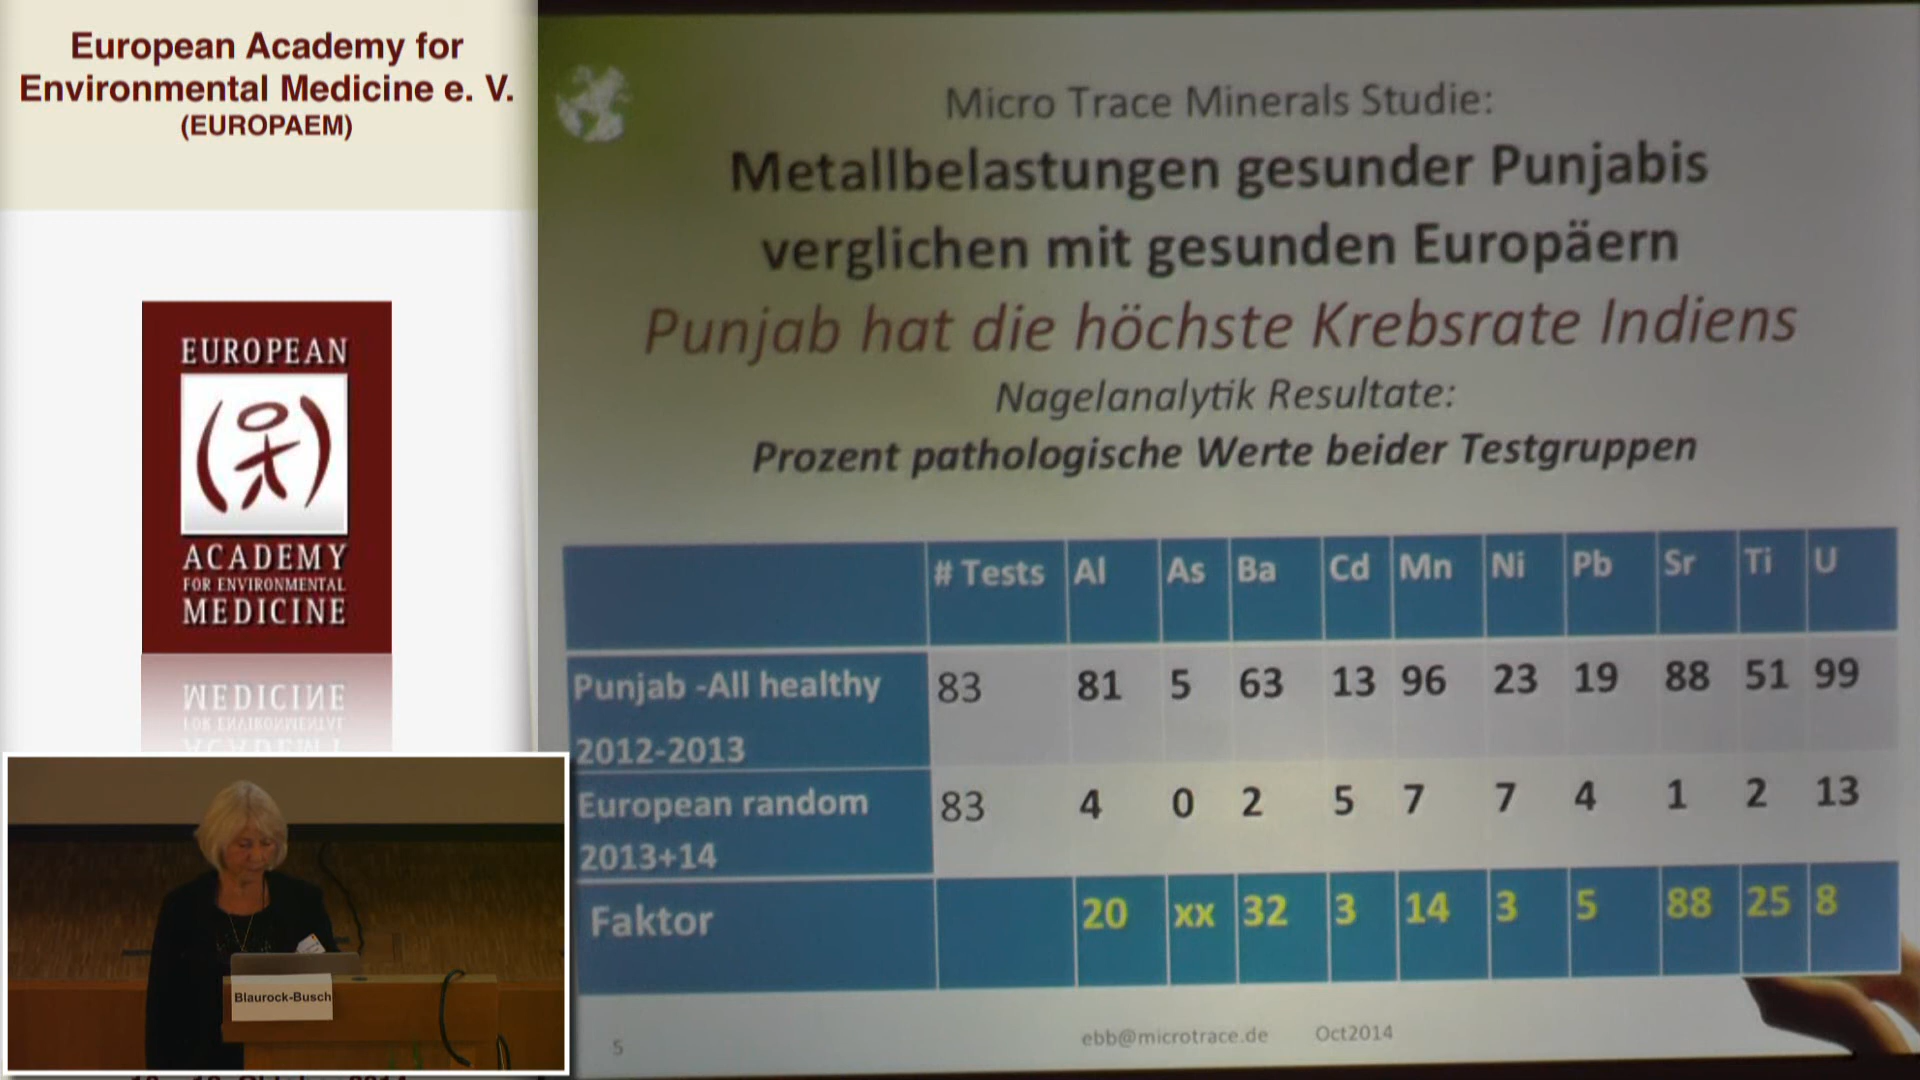 European Academy for
Environmental Medicine e. V.
(EUROPAEM)
EUROPEAN
ACADEMY
FOR ENVIRONMENTAL
MEDICINE
Blaurock-Busch
Micro Trace Minerals Studie:
Metallbelastungen gesunder Punjabis
verglichen mit gesunden Europäern
Punjab hat die höchste Krebsrate Indiens
Nagelanalytik Resultate:
Prozent pathologische Werte beider Testgruppen
# Tests Al As Ba Cd Mn Ni Pb Sr Ti U
Punjab -All healthy 83 81 5 63 13 96 23 19 88 51 99
2012-2013
European random 83 4 0 2 5 7 7 4 1 2 13
2013+14
Faktor 20 xx 32 3 14 3 5 88 25 8
5 ebb@microtrace.de Oct2014